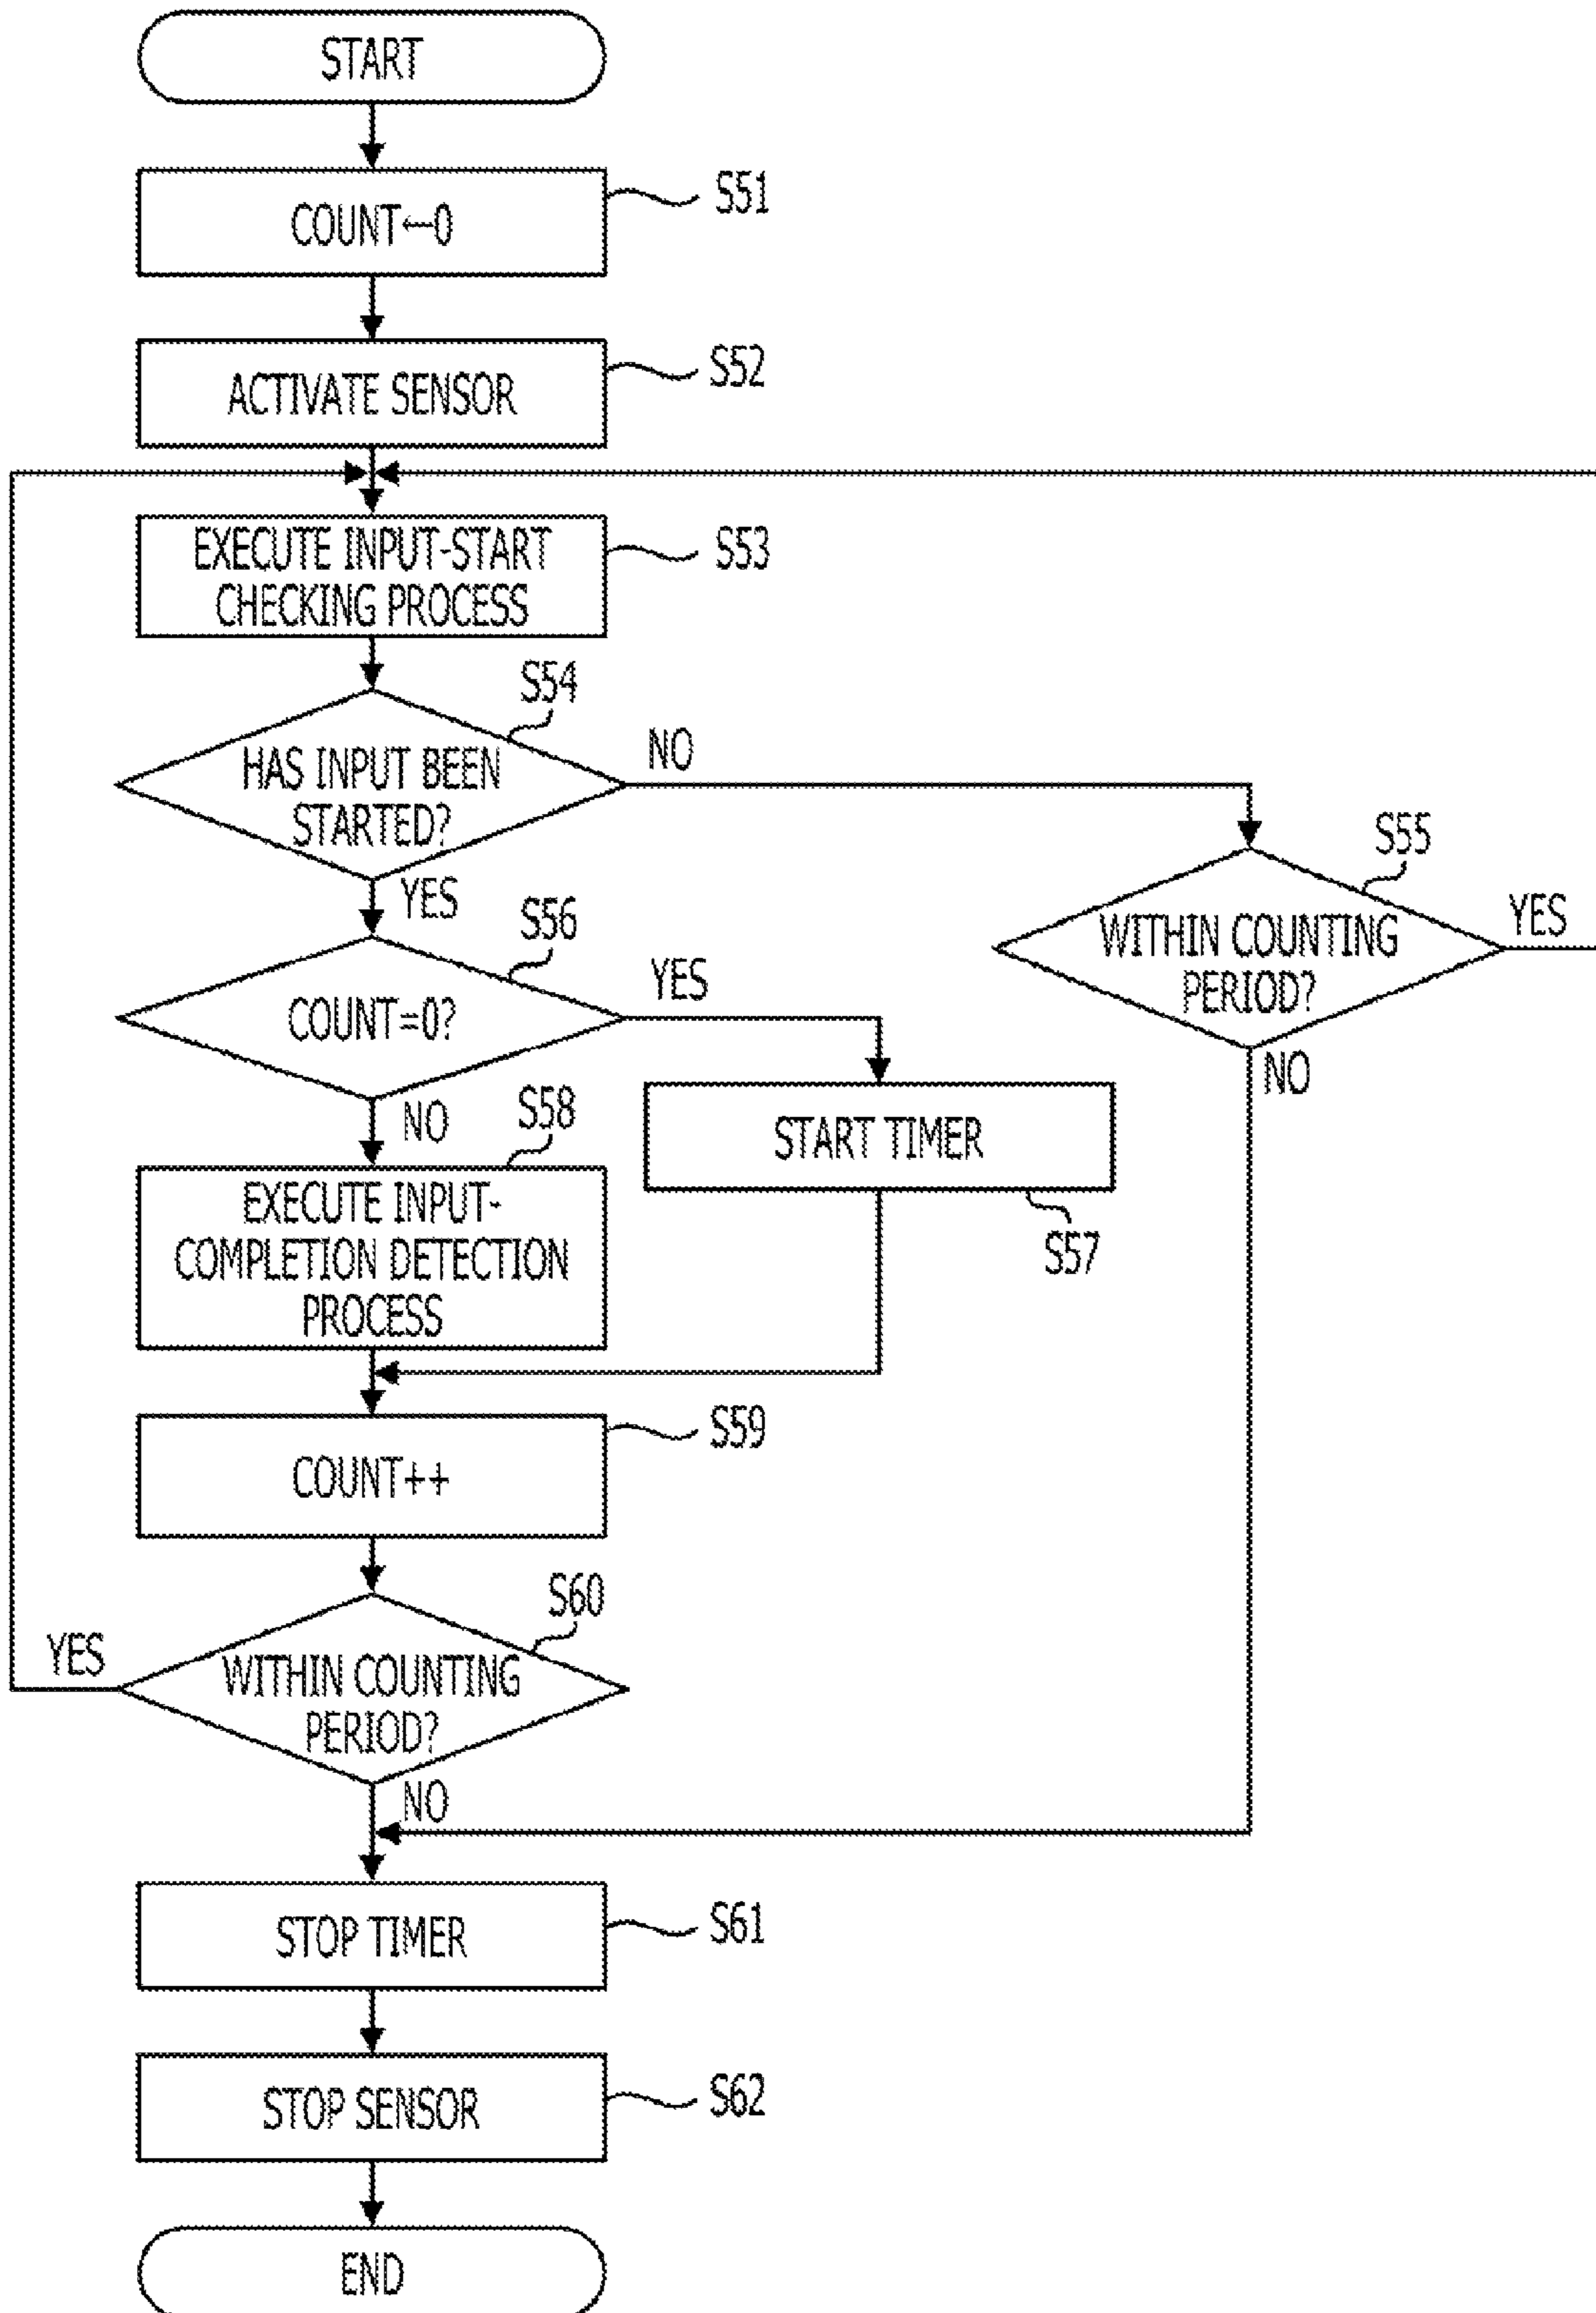 START
COUNT←0
S51
ACTIVATE SENSOR
S52
EXECUTE INPUT-START
CHECKING PROCESS
S53
S54
HAS INPUT BEEN
STARTED?
NO
YES
S55
WITHIN COUNTING
PERIOD?
YES
NO
S56
COUNT=0?
YES
NO
START TIMER
S57
S58
EXECUTE INPUT-
COMPLETION DETECTION
PROCESS
COUNT++
S59
S60
WITHIN COUNTING
PERIOD?
YES
NO
STOP TIMER
S61
STOP SENSOR
S62
END